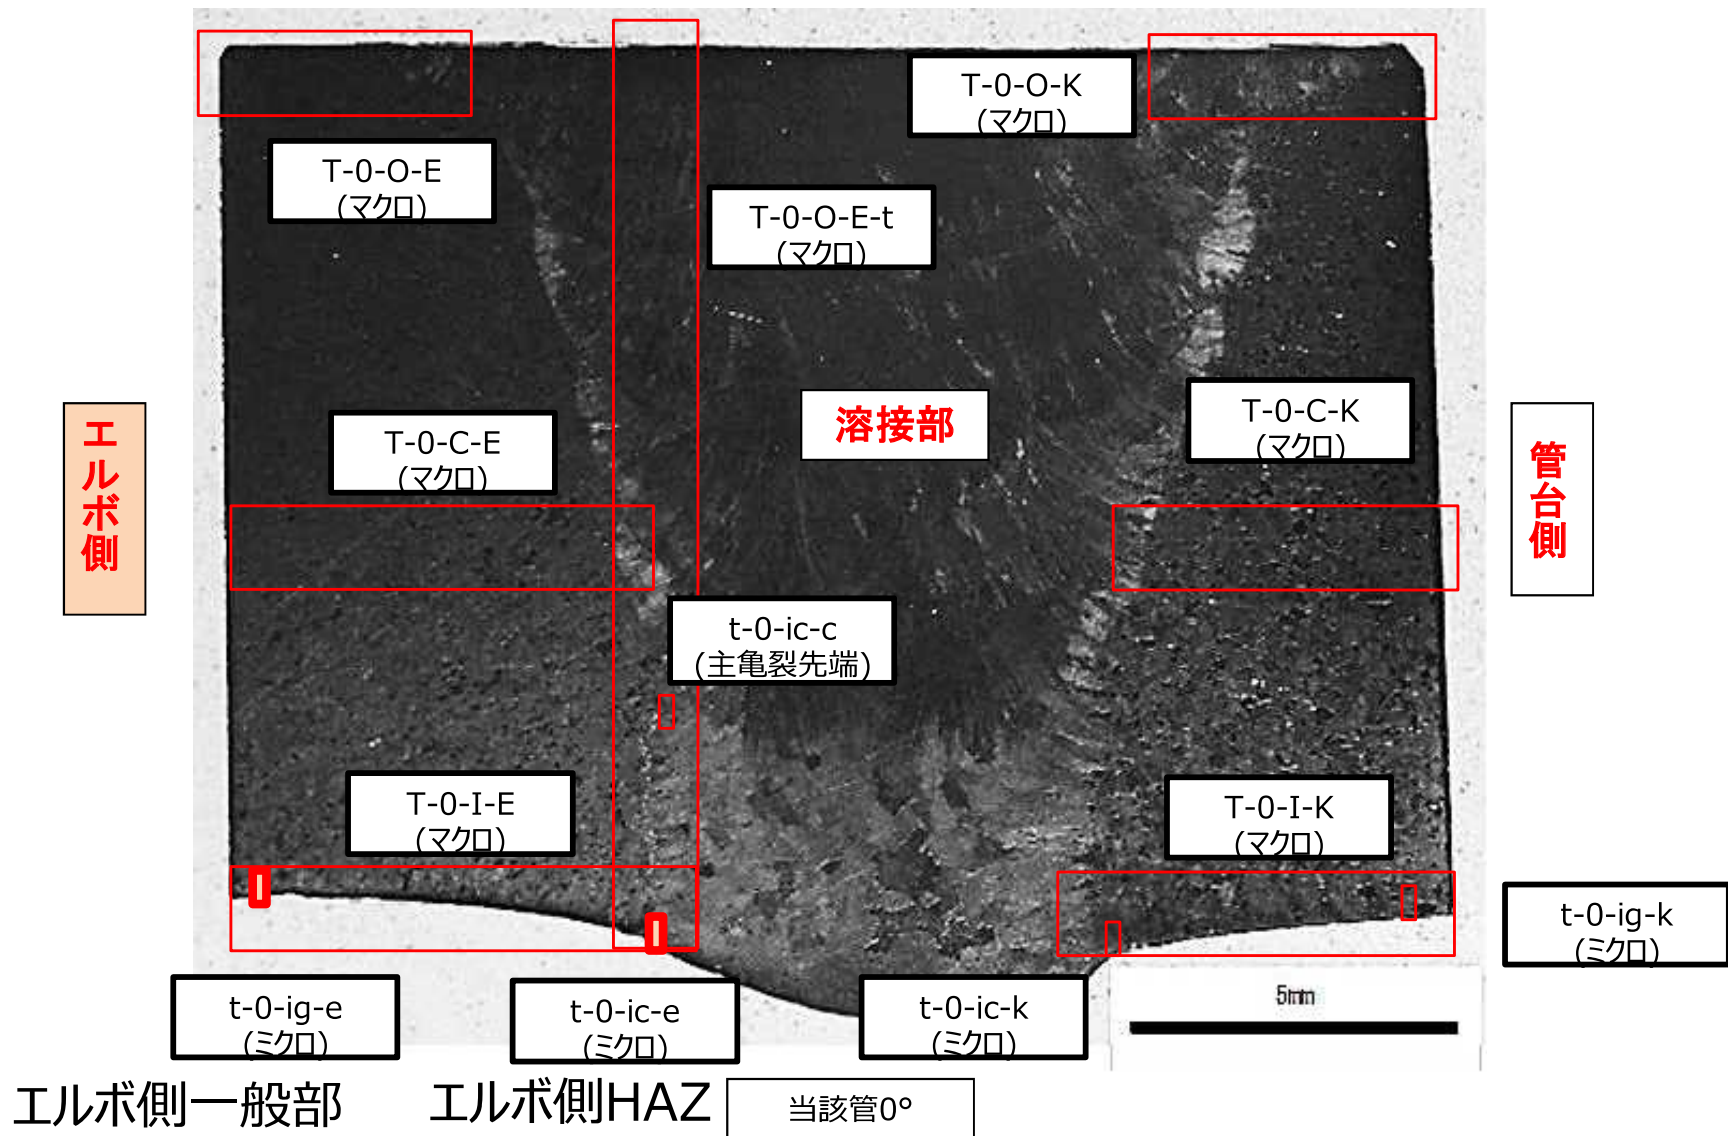 T-0-O-K
(マクロ)
T-0-O-E
(マクロ)
T-0-O-E-t
(マクロ)
溶接部
T-0-C-K
(マクロ)
T-0-C-E
(マクロ)
エルボ側
管台側
t-0-ic-c
(主亀裂先端)
T-0-I-E
(マクロ)
T-0-I-K
(マクロ)
t-0-ig-k
(ミクロ)
t-0-ig-e
(ミクロ)
t-0-ic-e
(ミクロ)
t-0-ic-k
(ミクロ)
5mm
エルボ側一般部
エルボ側HAZ
当該管0°